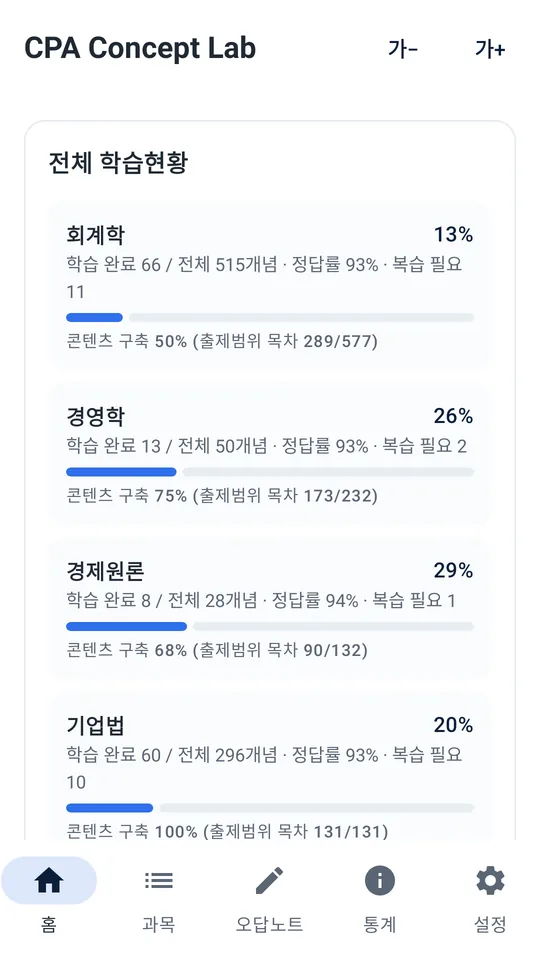 CPA Concept Lab 가- 가+
전체 학습현황
회계학 13%
학습 완료 66 / 전체 515개념 · 정답률 93% · 복습 필요
11
콘텐츠 구축 50% (출제범위 목차 289/577)
경영학 26%
학습 완료 13 / 전체 50개념 · 정답률 93% · 복습 필요 2
콘텐츠 구축 75% (출제범위 목차 173/232)
경제원론 29%
학습 완료 8 / 전체 28개념 · 정답률 94% · 복습 필요 1
콘텐츠 구축 68% (출제범위 목차 90/132)
기업법 20%
학습 완료 60 / 전체 296개념 · 정답률 93% · 복습 필요
10
콘텐츠 구축 100% (출제범위 목차 131/131)
홈 과목 오답노트 통계 설정